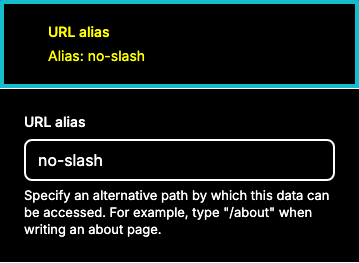 URL alias
Alias: no-slash
URL alias
no-slash
Specify an alternative path by which this data can
be accessed. For example, type "/about" when
writing an about page.